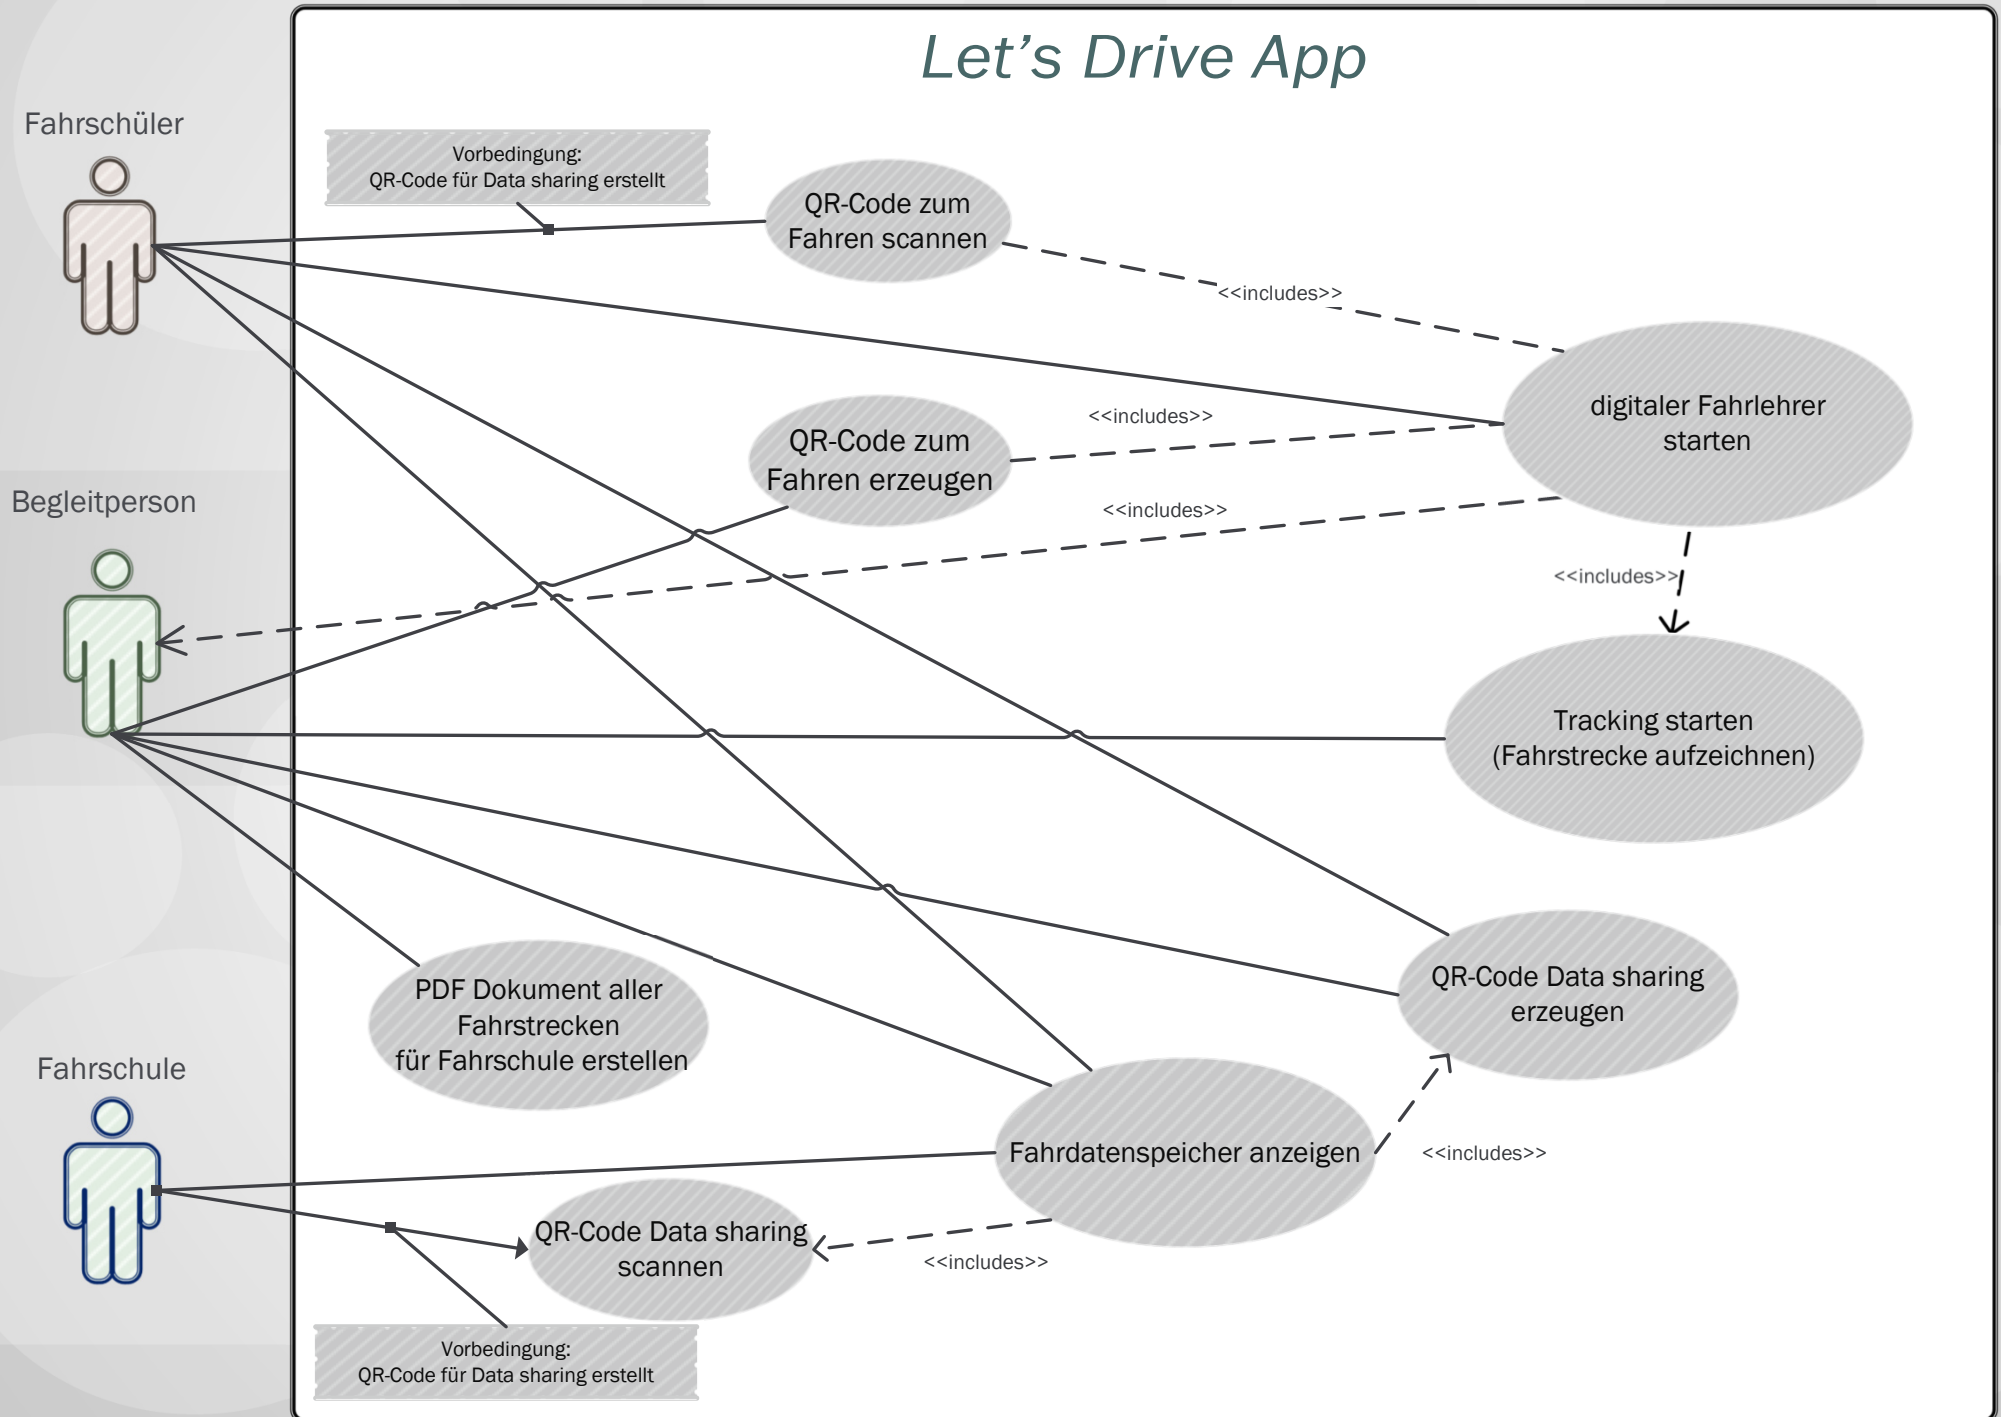 Let's Drive App
Fahrschüler
Vorbedingung:
QR-Code für Data sharing erstellt
QR-Code zum
Fahren scannen
<<includes>>
digitaler Fahrlehrer
starten
<<includes>>
QR-Code zum
Fahren erzeugen
Begleitperson
<<includes>>
<<includes>>
Tracking starten
(Fahrstrecke aufzeichnen)
QR-Code Data sharing
erzeugen
PDF Dokument aller
Fahrstrecken
für Fahrschule erstellen
Fahrschule
Fahrdatenspeicher anzeigen
<<includes>>
QR-Code Data sharing
scannen
<<includes>>
Vorbedingung:
QR-Code für Data sharing erstellt